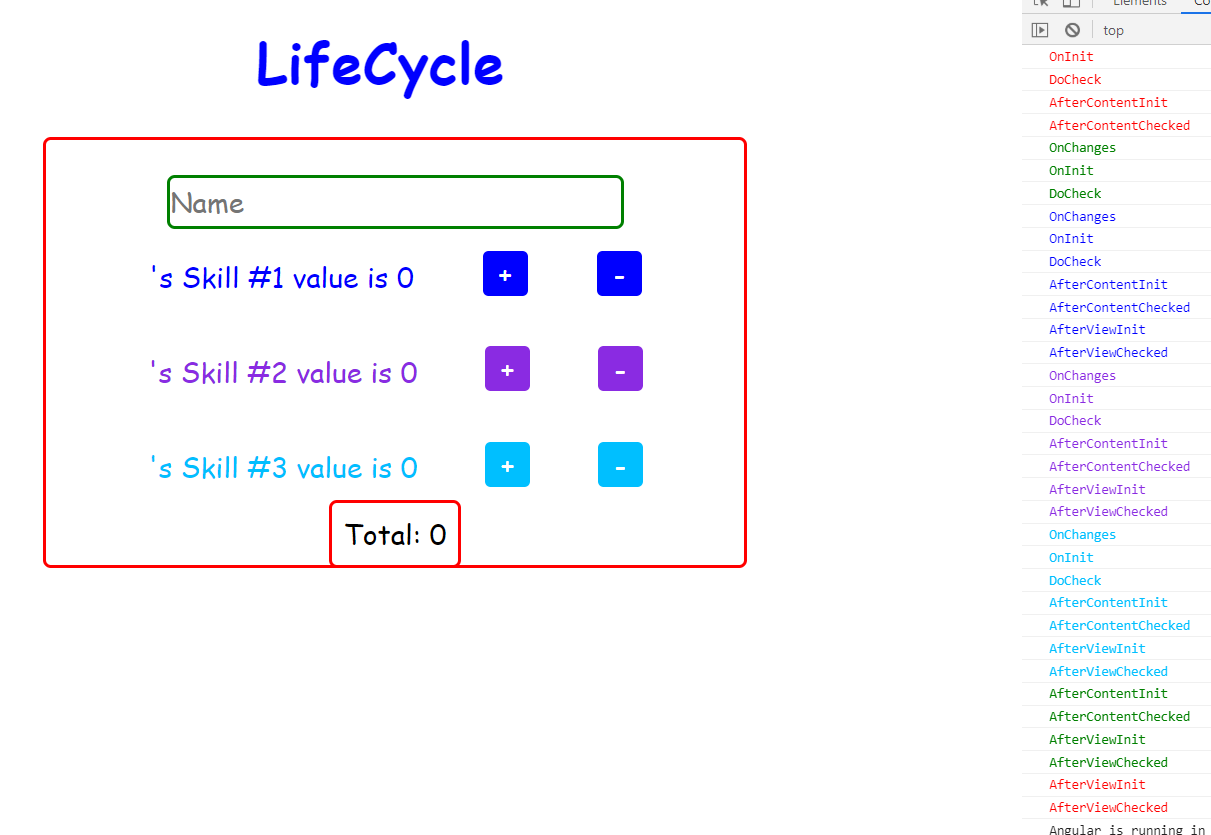 LifeCycle
Name
's Skill #1 value is 0 + -
's Skill #2 value is 0 + -
's Skill #3 value is 0 + -
Total: 0
Elements Co
top
OnInit
DoCheck
AfterContentInit
AfterContentChecked
OnChanges
OnInit
DoCheck
OnChanges
OnInit
DoCheck
AfterContentInit
AfterContentChecked
AfterViewInit
AfterViewChecked
OnChanges
OnInit
DoCheck
AfterContentInit
AfterContentChecked
AfterViewInit
AfterViewChecked
OnChanges
OnInit
DoCheck
AfterContentInit
AfterContentChecked
AfterViewInit
AfterViewChecked
AfterContentInit
AfterContentChecked
AfterViewInit
AfterViewChecked
AfterViewInit
AfterViewChecked
Angular is running in